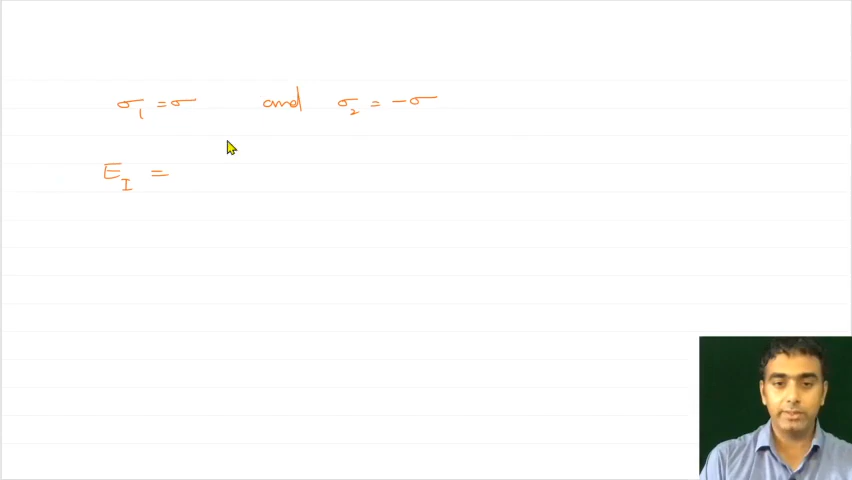 σ₁ = σ and σ₂ = -σ
E_I =